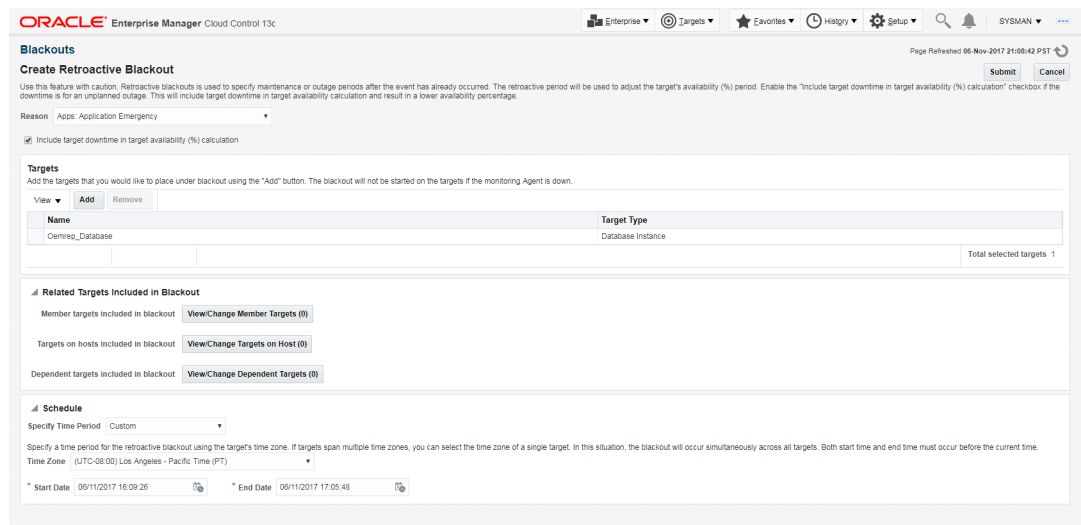 ORACLE® Enterprise Manager Cloud Control 13c
Enterprise Targets Favorites History Setup SYSMAN
Blackouts
Page Refreshed 06-Nov-2017 21:08:42 PST
Create Retroactive Blackout
Submit Cancel
Use this feature with caution. Retroactive blackouts is used to specify maintenance or outage periods after the event has already occurred. The retroactive period will be used to adjust the target's availability (%) period. Enable the "Include target downtime in target availability (%) calculation" checkbox if the
downtime is for an unplanned outage. This will include target downtime in target availability calculation and result in a lower availability percentage.
Reason Apps: Application Emergency
Include target downtime in target availability (%) calculation
Targets
Add the targets that you would like to place under blackout using the "Add" button. The blackout will not be started on the targets if the monitoring Agent is down.
View Add Remove
Name Target Type
Oemrep_Database Database Instance
Total selected targets 1
Related Targets Included in Blackout
Member targets included in blackout View/Change Member Targets (0)
Targets on hosts included in blackout View/Change Targets on Host (0)
Dependent targets included in blackout View/Change Dependent Targets (0)
Schedule
Specify Time Period Custom
Specify a time period for the retroactive blackout using the target's time zone. If targets span multiple time zones, you can select the time zone of a single target. In this situation, the blackout will occur simultaneously across all targets. Both start time and end time must occur before the current time.
Time Zone (UTC-08:00) Los Angeles - Pacific Time (PT)
* Start Date 06/11/2017 16:09:26 * End Date 06/11/2017 17:05:48